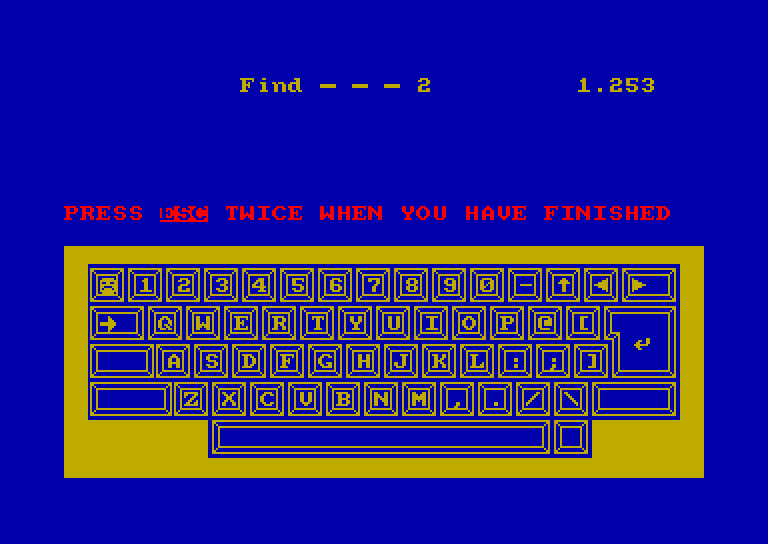 Find - - - 2 1.253
PRESS ESC TWICE WHEN YOU HAVE FINISHED
1 2 3 4 5 6 7 8 9 0 - ↑ ◀ ▶
→ Q W E R T Y U I O P @ [ ↵
A S D F G H J K L : ; ]
Z X C V B N M , . / \